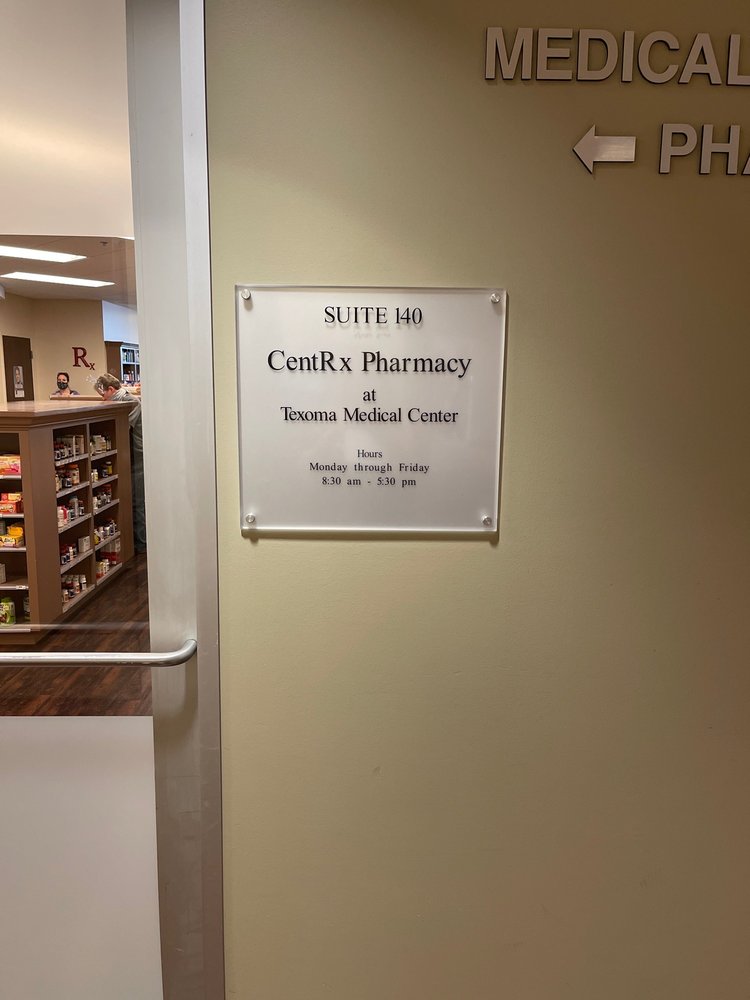 MEDICAL
← PHA
SUITE 140
CentRx Pharmacy
at
Texoma Medical Center
Hours
Monday through Friday
8:30 am - 5:30 pm
Rx